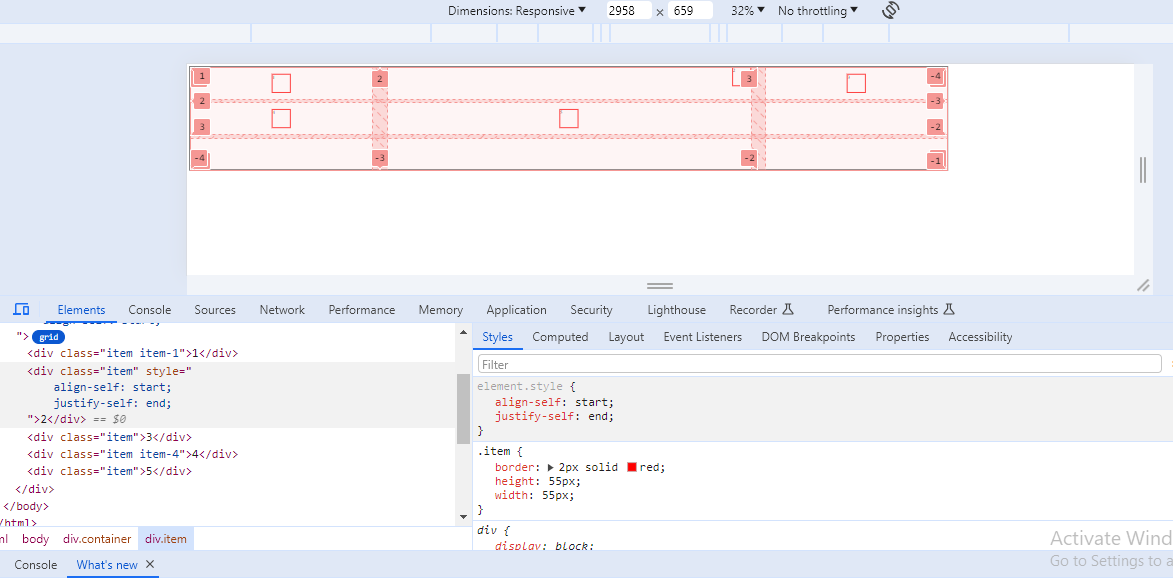 Dimensions: Responsive ▼ 2958 × 659 32% ▼ No throttling ▼
1 2 3 -4
2 -3
3 -2
-4 -3 -2 -1
Elements Console Sources Network Performance Memory Application Security Lighthouse Recorder Performance insights
"> grid
<div class="item item-1">1</div>
<div class="item" style="
align-self: start;
justify-self: end;
">2</div> == $0
<div class="item">3</div>
<div class="item item-4">4</div>
<div class="item">5</div>
</div>
</body>
/html>
ml body div.container div.item
Styles Computed Layout Event Listeners DOM Breakpoints Properties Accessibility
Filter
element.style {
align-self: start;
justify-self: end;
}
.item {
border: ▶ 2px solid red;
height: 55px;
width: 55px;
}
div {
display: block;
Activate Wind
Go to Settings to a
Console What's new ✕